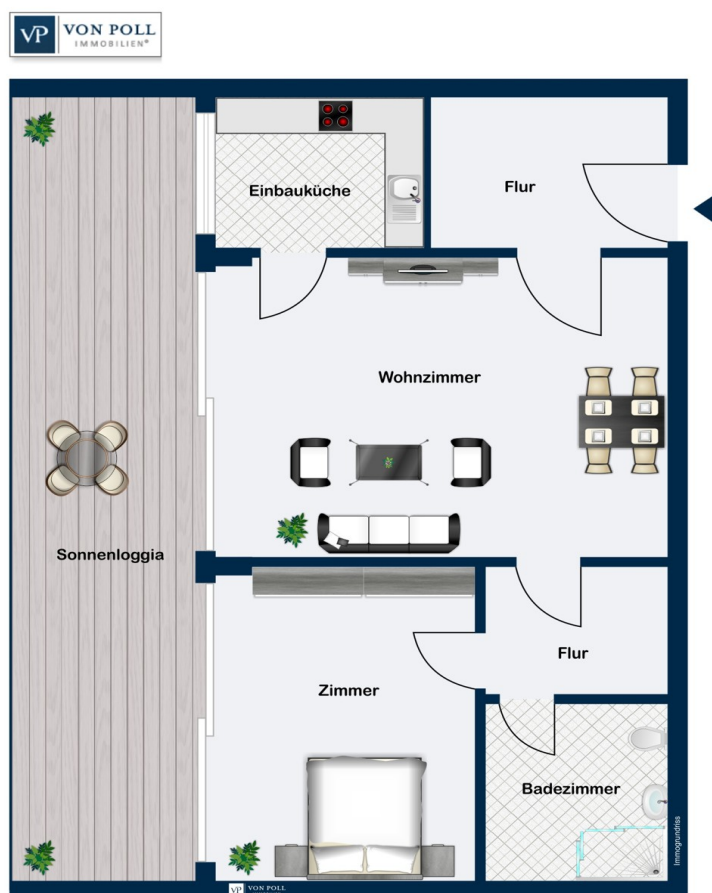 VP VON POLL
IMMOBILIEN®
Einbauküche
Flur
Wohnzimmer
Sonnenloggia
Flur
Zimmer
Badezimmer
Immogrundriss
VP VON POLL